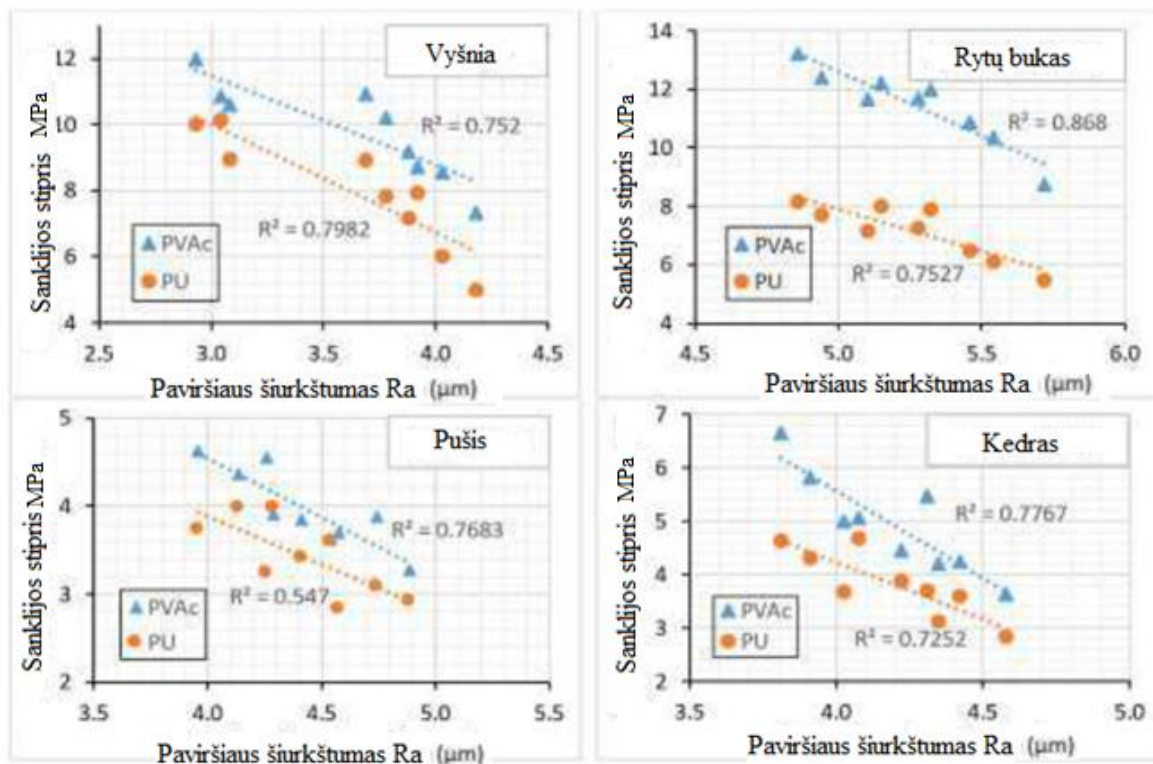 Vyšnia
Sanklijos stipris MPa
12
10
8
6
4
R² = 0.752
R² = 0.7982
PVAc
PU
2.5 3.0 3.5 4.0 4.5
Paviršiaus šiurkštumas Ra (μm)
Rytų bukas
Sanklijos stipris MPa
14
12
10
8
6
4
R² = 0.868
R² = 0.7527
PVAc
PU
4.5 5.0 5.5 6.0
Paviršiaus šiurkštumas Ra (μm)
Pušis
Sanklijos stipris MPa
5
4
3
2
R² = 0.7683
R² = 0.547
PVAc
PU
3.5 4.0 4.5 5.0 5.5
Paviršiaus šiurkštumas Ra (μm)
Kedras
Sanklijos stipris MPa
7
6
5
4
3
2
R² = 0.7767
R² = 0.7252
PVAc
PU
3.5 4.0 4.5 5.0
Paviršiaus šiurkštumas Ra (μm)